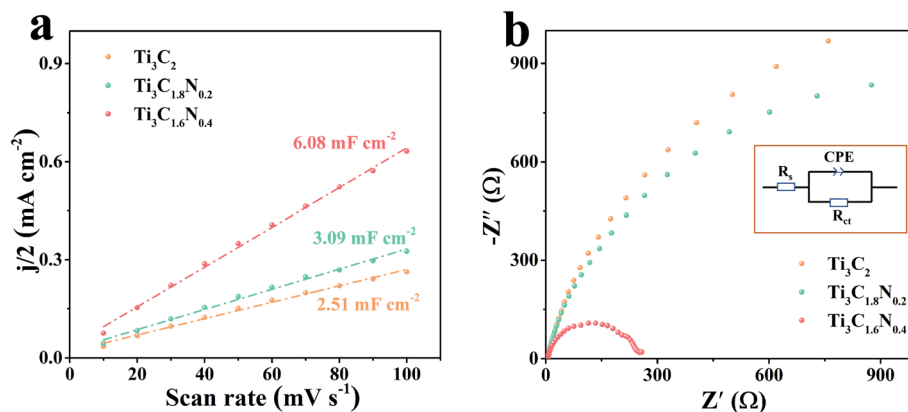 a
Ti₃C₂
Ti₃C₁.₈N₀.₂
Ti₃C₁.₆N₀.₄
6.08 mF cm⁻²
3.09 mF cm⁻²
2.51 mF cm⁻²
0.9
0.6
0.3
0.0
0 20 40 60 80 100
j/2 (mA cm⁻²)
Scan rate (mV s⁻¹)
b
900
600
300
0
0 300 600 900
-Z″ (Ω)
Z′ (Ω)
CPE
Rₛ
R_ct
Ti₃C₂
Ti₃C₁.₈N₀.₂
Ti₃C₁.₆N₀.₄